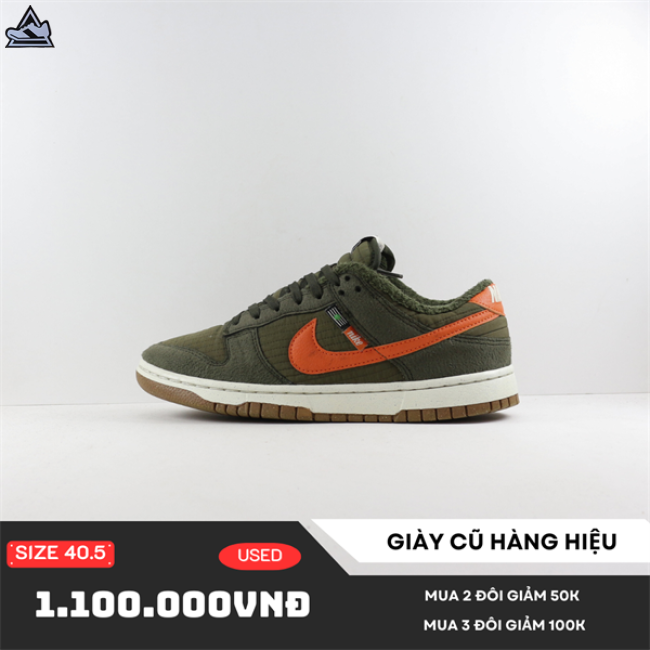 SIZE 40.5
USED
1.100.000VNĐ
GIÀY CŨ HÀNG HIỆU
MUA 2 ĐÔI GIẢM 50K
MUA 3 ĐÔI GIẢM 100K